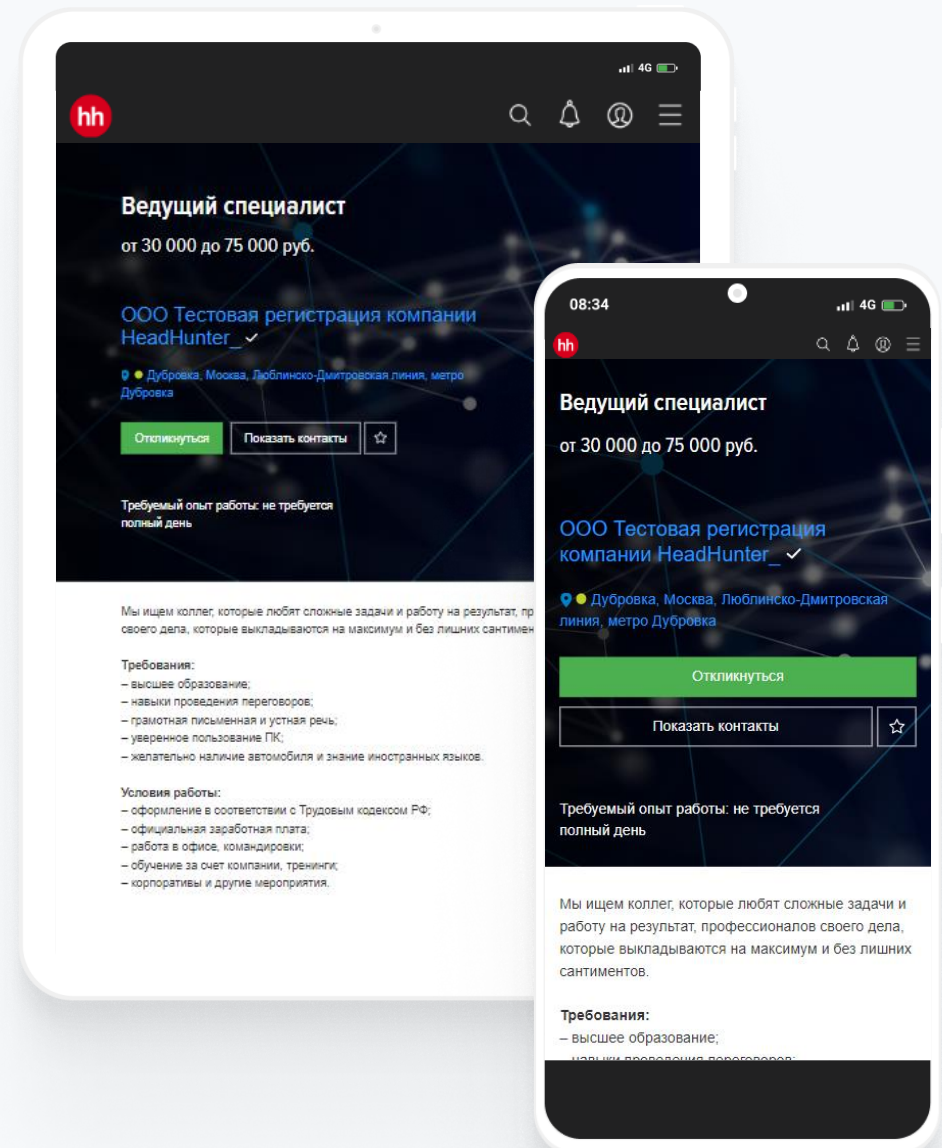 4G
hh
Ведущий специалист
от 30 000 до 75 000 руб.
ООО Тестовая регистрация компании
HeadHunter_
Дубровка, Москва, Люблинско-Дмитровская линия, метро
Дубровка
Откликнуться
Показать контакты
Требуемый опыт работы: не требуется
полный день
Мы ищем коллег, которые любят сложные задачи и работу на результат, пр
своего дела, которые выкладываются на максимум и без лишних сантимен
Требования:
– высшее образование;
– навыки проведения переговоров;
– грамотная письменная и устная речь;
– уверенное пользование ПК;
– желательно наличие автомобиля и знание иностранных языков.
Условия работы:
– оформление в соответствии с Трудовым кодексом РФ;
– официальная заработная плата;
– работа в офисе, командировки;
– обучение за счет компании, тренинги;
– корпоративы и другие мероприятия.
08:34
4G
hh
Ведущий специалист
от 30 000 до 75 000 руб.
ООО Тестовая регистрация
компании HeadHunter_
Дубровка, Москва, Люблинско-Дмитровская
линия, метро Дубровка
Откликнуться
Показать контакты
Требуемый опыт работы: не требуется
полный день
Мы ищем коллег, которые любят сложные задачи и
работу на результат, профессионалов своего дела,
которые выкладываются на максимум и без лишних
сантиментов.
Требования:
– высшее образование;
– навыки проведения переговоров;